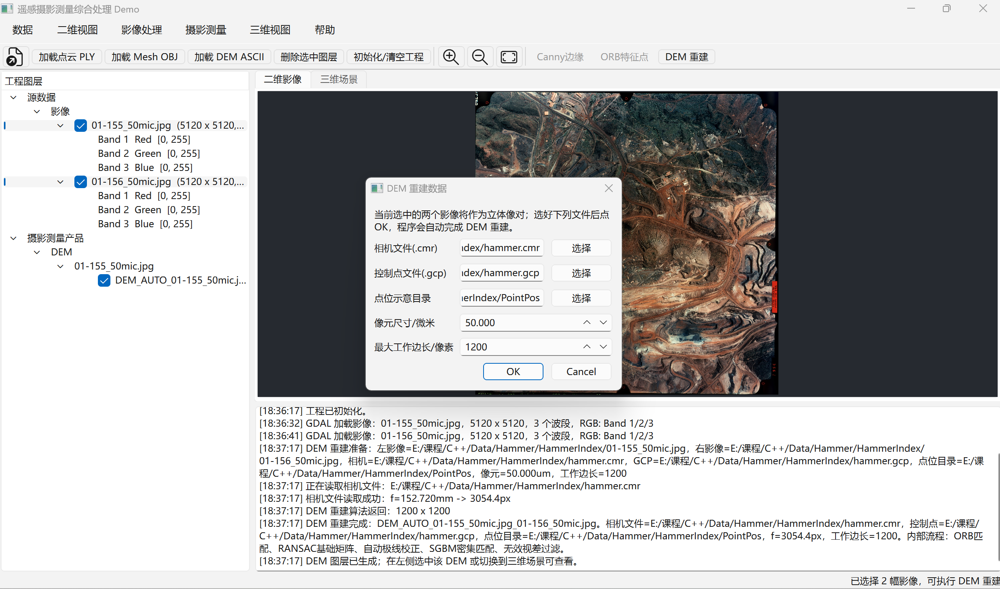 遥感摄影测量综合处理 Demo
数据 二维视图 影像处理 摄影测量 三维视图 帮助
加载点云 PLY 加载 Mesh OBJ 加载 DEM ASCII 删除选中图层 初始化/清空工程 Canny边缘 ORB特征点 DEM 重建
工程图层
源数据
影像
01-155_50mic.jpg (5120 x 5120,...
Band 1 Red [0, 255]
Band 2 Green [0, 255]
Band 3 Blue [0, 255]
01-156_50mic.jpg (5120 x 5120,...
Band 1 Red [0, 255]
Band 2 Green [0, 255]
Band 3 Blue [0, 255]
摄影测量产品
DEM
01-155_50mic.jpg
DEM_AUTO_01-155_50mic.j...
二维影像 三维场景
DEM 重建数据
当前选中的两个影像将作为立体像对；选好下列文件后点
OK，程序会自动完成 DEM 重建。
相机文件(.cmr) ndex/hammer.cmr 选择
控制点文件(.gcp) ndex/hammer.gcp 选择
点位示意目录 nerIndex/PointPos 选择
像元尺寸/微米 50.000
最大工作边长/像素 1200
OK Cancel
[18:36:17] 工程已初始化。
[18:36:32] GDAL 加载影像：01-155_50mic.jpg，5120 x 5120，3 个波段，RGB: Band 1/2/3
[18:36:41] GDAL 加载影像：01-156_50mic.jpg，5120 x 5120，3 个波段，RGB: Band 1/2/3
[18:37:17] DEM 重建准备：左影像=E:/课程/C++/Data/Hammer/HammerIndex/01-155_50mic.jpg，右影像=E:/课程/C++/Data/Hammer/HammerIndex/
01-156_50mic.jpg，相机=E:/课程/C++/Data/Hammer/HammerIndex/hammer.cmr，GCP=E:/课程/C++/Data/Hammer/HammerIndex/hammer.gcp，点位目录=E:/课
程/C++/Data/Hammer/HammerIndex/PointPos，像元=50.000um，工作边长=1200
[18:37:17] 正在读取相机文件：E:/课程/C++/Data/Hammer/HammerIndex/hammer.cmr
[18:37:17] 相机文件读取成功：f=152.720mm -> 3054.4px
[18:37:17] DEM 重建算法返回：1200 x 1200
[18:37:17] DEM 重建完成：DEM_AUTO_01-155_50mic.jpg_01-156_50mic.jpg。相机文件=E:/课程/C++/Data/Hammer/HammerIndex/hammer.cmr，控制点=E:/课程/
C++/Data/Hammer/HammerIndex/hammer.gcp，点位目录=E:/课程/C++/Data/Hammer/HammerIndex/PointPos，f=3054.4px，工作边长=1200。内部流程：ORB匹
配、RANSAC基础矩阵、自动极线校正、SGBM密集匹配、无效视差过滤。
[18:37:17] DEM 图层已生成；在左侧选中该 DEM 或切换到三维场景可查看。
已选择 2 幅影像，可执行 DEM 重建